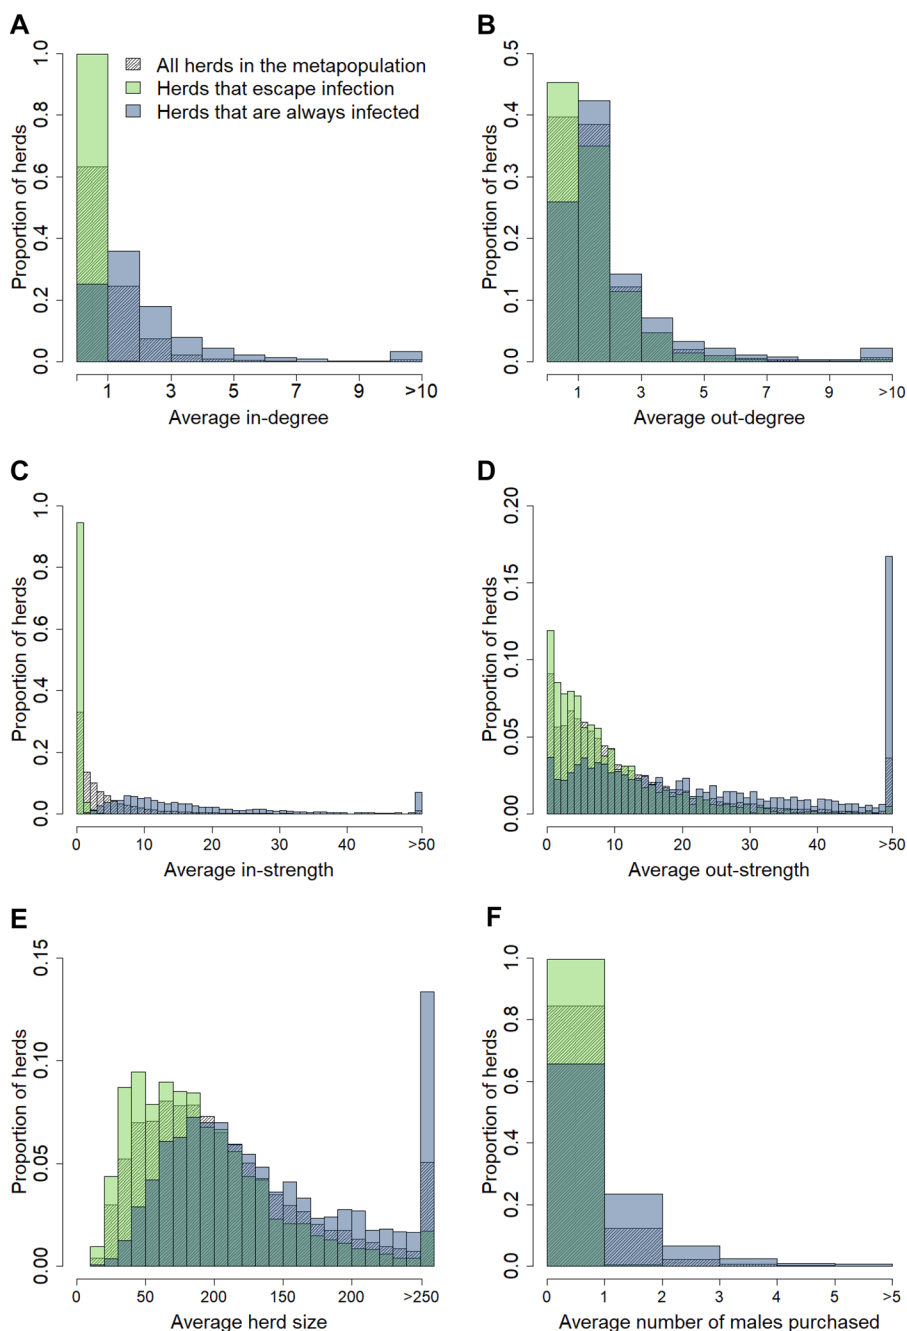 A
Proportion of herds
1.0
0.8
0.6
0.4
0.2
0.0
All herds in the metapopulation
Herds that escape infection
Herds that are always infected
1 3 5 7 9 >10
Average in-degree
B
Proportion of herds
0.5
0.4
0.3
0.2
0.1
0.0
1 3 5 7 9 >10
Average out-degree
C
Proportion of herds
1.0
0.8
0.6
0.4
0.2
0.0
0 10 20 30 40 >50
Average in-strength
D
Proportion of herds
0.20
0.15
0.10
0.05
0.00
0 10 20 30 40 >50
Average out-strength
E
Proportion of herds
0.15
0.10
0.05
0.00
0 50 200 150 200 >250
Average herd size
F
Proportion of herds
1.0
0.8
0.6
0.4
0.2
0.0
0 1 2 3 4 5 >5
Average number of males purchased